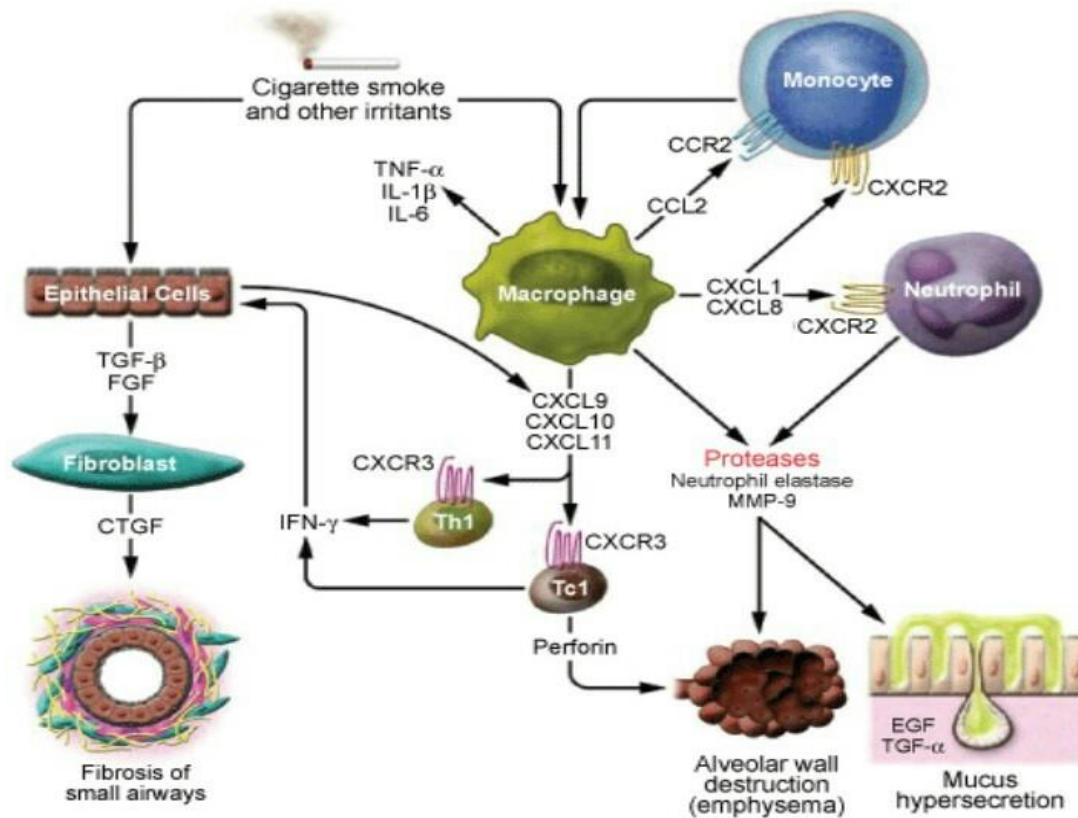 Cigarette smoke
and other irritants
Monocyte
CCR2
CXCR2
TNF-α
IL-1β
IL-6
CCL2
Epithelial Cells
Macrophage
CXCL1
CXCL8
CXCR2
Neutrophil
TGF-β
FGF
CXCL9
CXCL10
CXCL11
Fibroblast
CXCR3
Proteases
Neutrophil elastase
MMP-9
CTGF
IFN-γ
Th1
CXCR3
Tc1
Perforin
EGF
TGF-α
Fibrosis of
small airways
Alveolar wall
destruction
(emphysema)
Mucus
hypersecretion